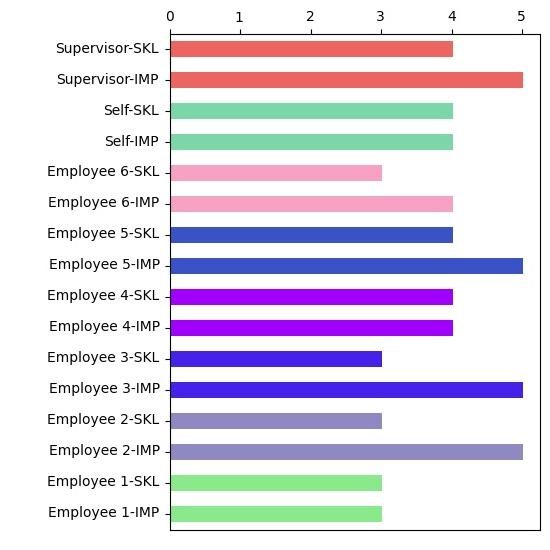 0 1 2 3 4 5
Supervisor-SKL
Supervisor-IMP
Self-SKL
Self-IMP
Employee 6-SKL
Employee 6-IMP
Employee 5-SKL
Employee 5-IMP
Employee 4-SKL
Employee 4-IMP
Employee 3-SKL
Employee 3-IMP
Employee 2-SKL
Employee 2-IMP
Employee 1-SKL
Employee 1-IMP